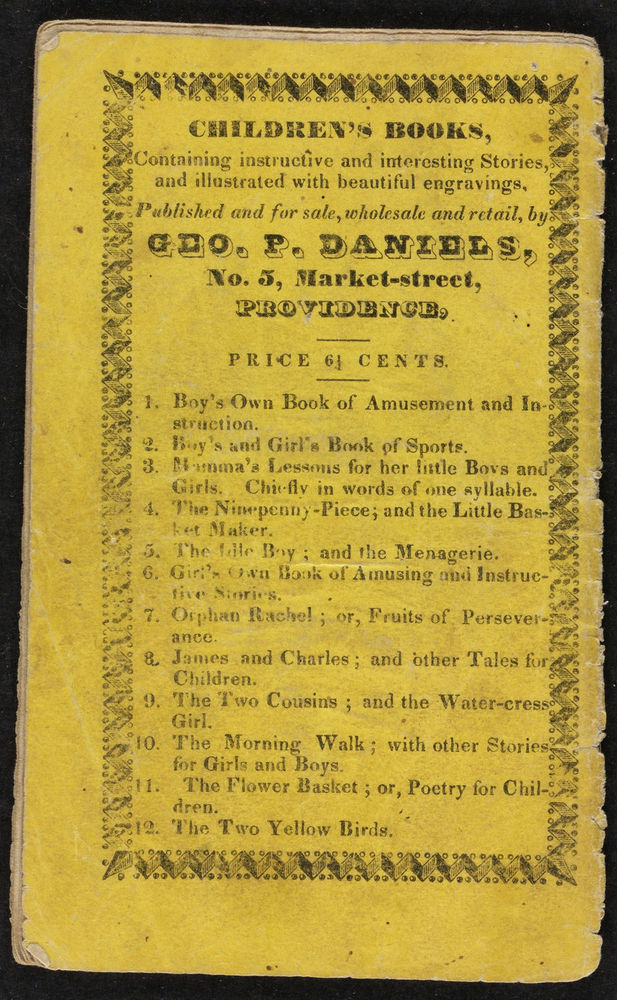 CHILDREN'S BOOKS,
Containing instructive and interesting Stories,
and illustrated with beautiful engravings.
Published and for sale, wholesale and retail, by
GEO. P. DANIELS,
No. 5, Market-street,
PROVIDENCE,
PRICE 6¼ CENTS.
1. Boy's Own Book of Amusement and In-
struction.
2. Boy's and Girl's Book of Sports.
3. Mamma's Lessons for her little Boys and
Girls. Chiefly in words of one syllable.
4. The Ninepenny-Piece; and the Little Bas-
ket Maker.
5. The Idle Boy; and the Menagerie.
6. Girl's Own Book of Amusing and Instruc-
tive Stories.
7. Orphan Rachel; or, Fruits of Persever-
ance.
8. James and Charles; and other Tales for
Children.
9. The Two Cousins; and the Water-cress
Girl.
10. The Morning Walk; with other Stories
for Girls and Boys.
11. The Flower Basket; or, Poetry for Chil-
dren.
12. The Two Yellow Birds.